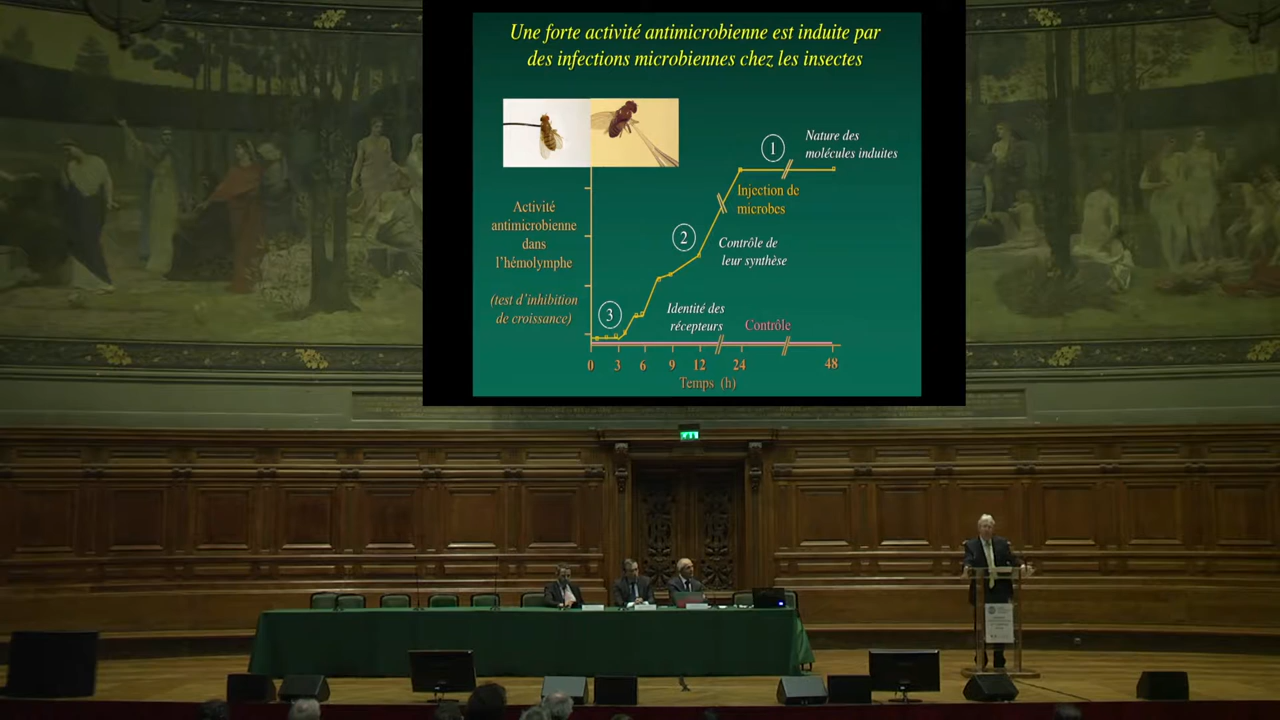 Une forte activité antimicrobienne est induite par
des infections microbiennes chez les insectes
1
Nature des
molécules induites
Injection de
microbes
Activité
antimicrobienne
dans
l'hémolymphe
(test d'inhibition
de croissance)
2
Contrôle de
leur synthèse
3
Identité des
récepteurs
Contrôle
0 3 6 9 12 24 48
Temps (h)